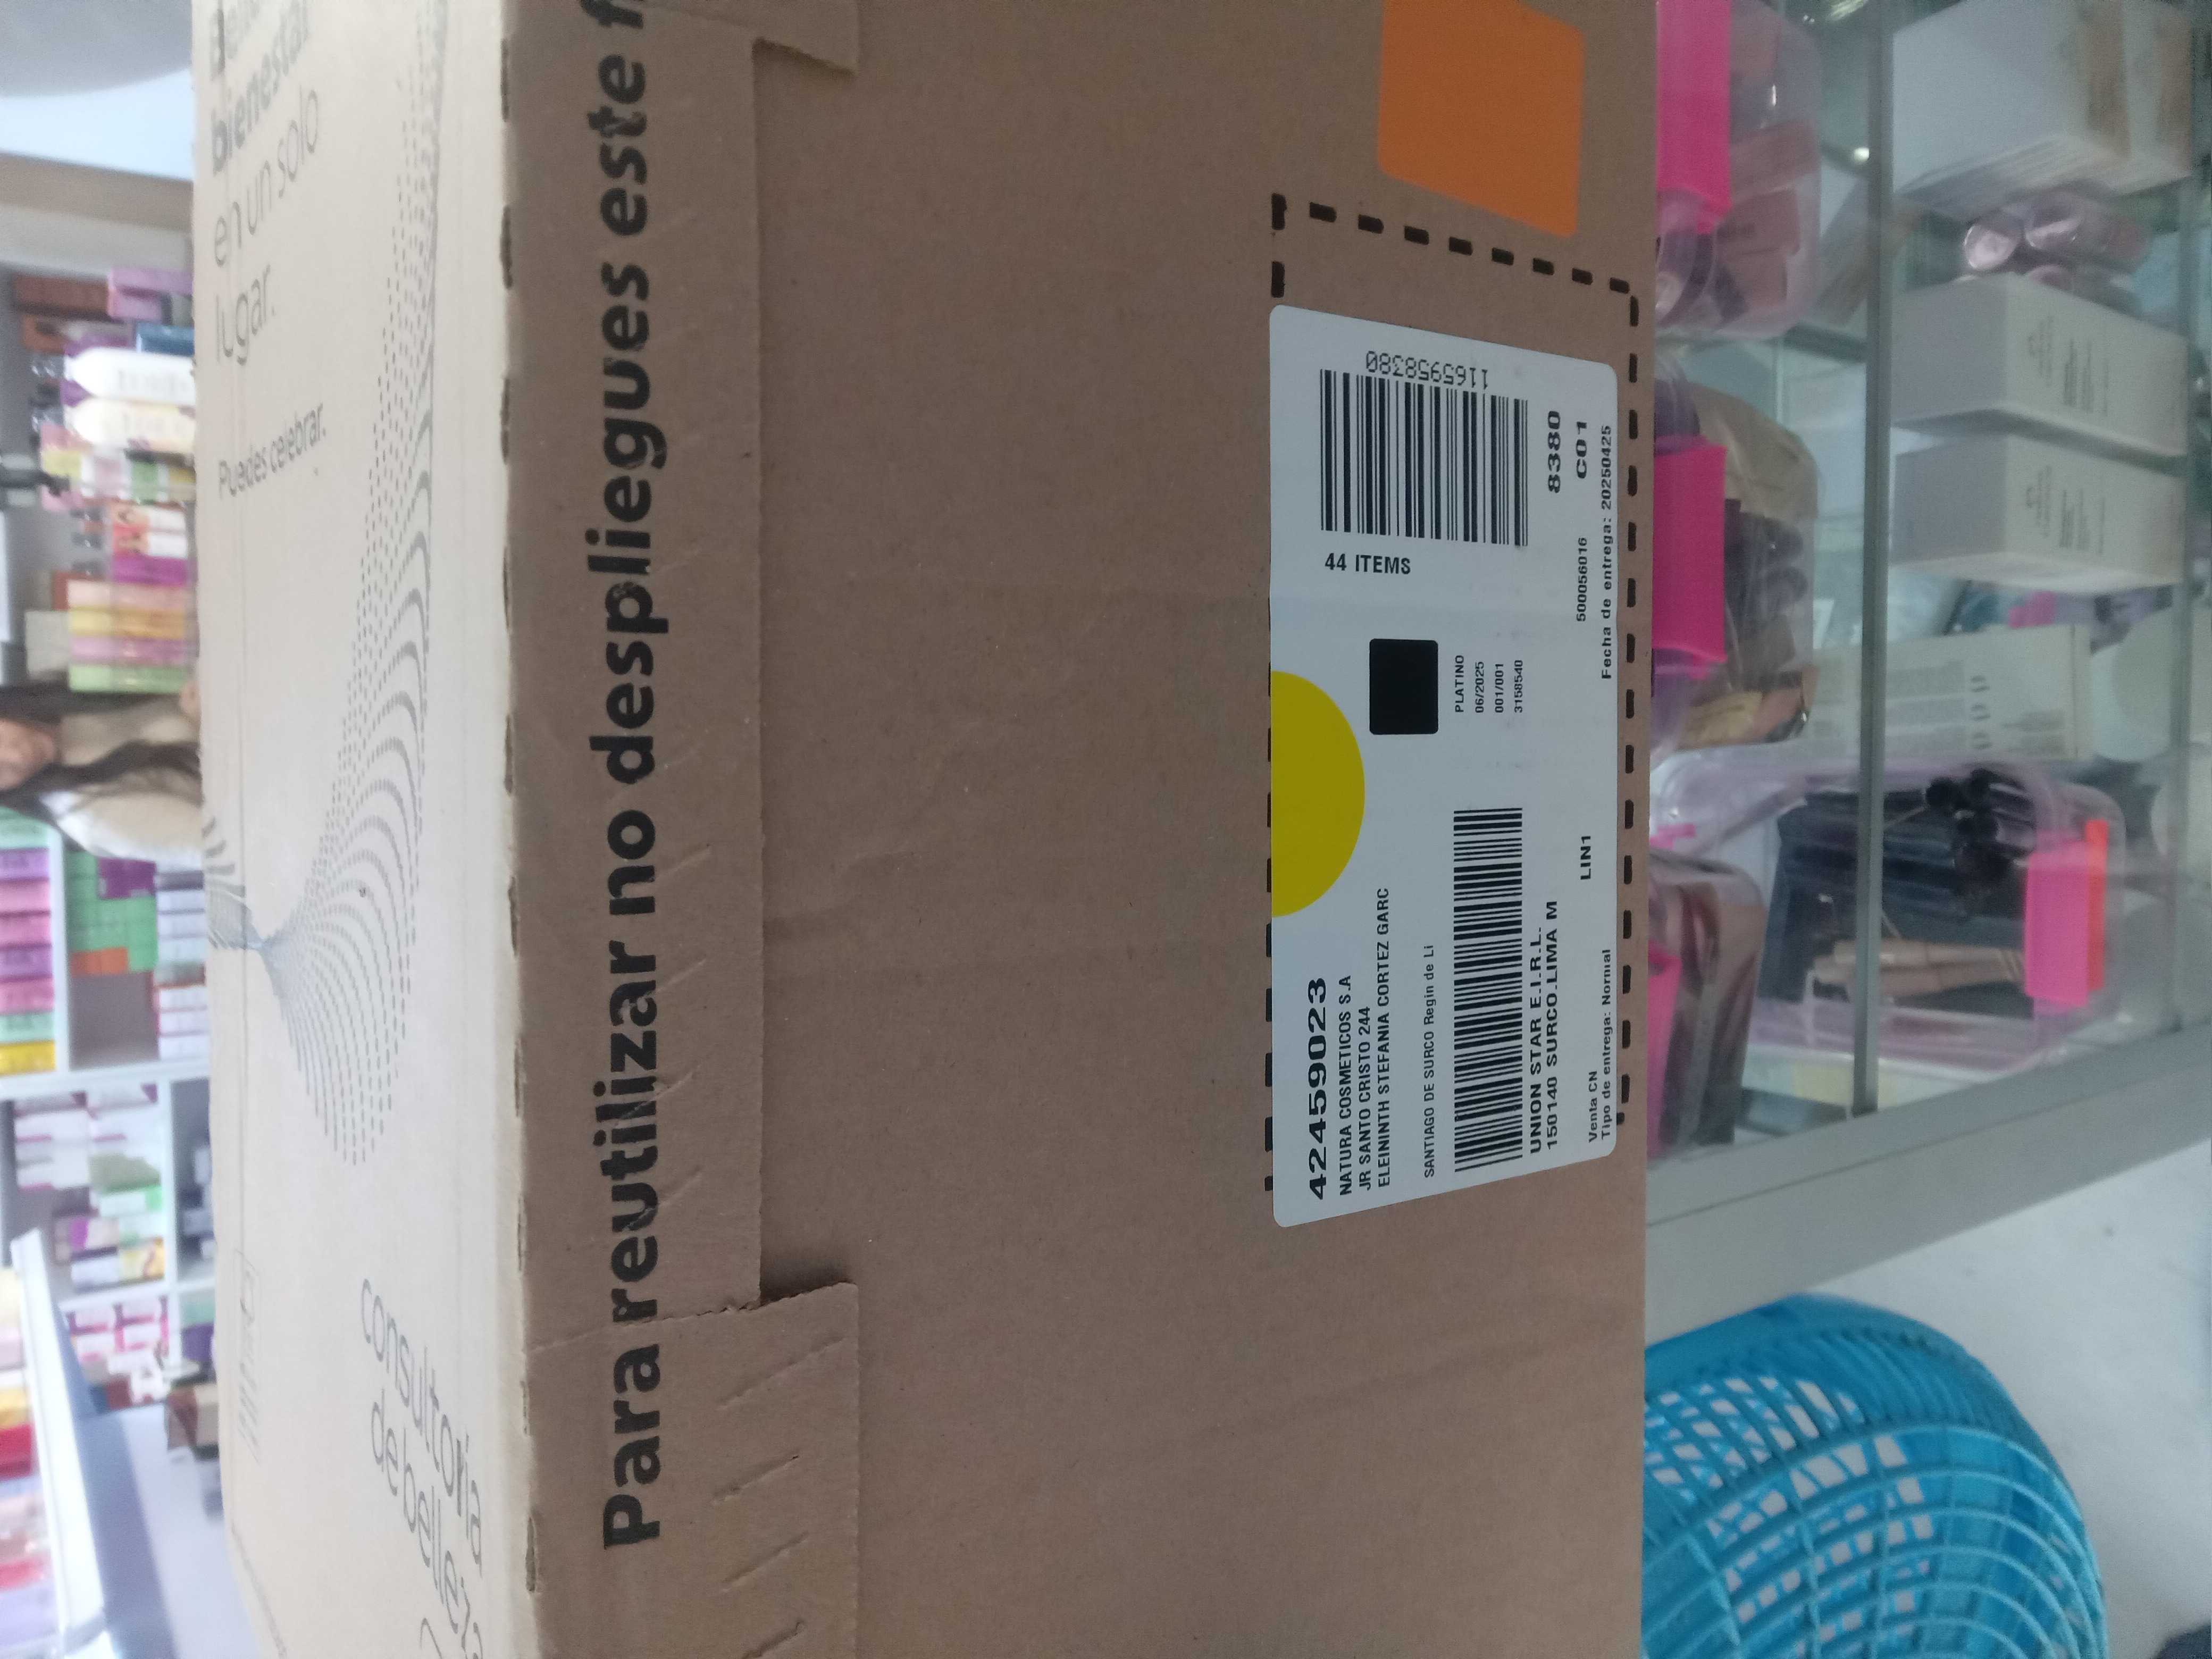 bienestar
en un solo
lugar.
Puedes celebrar.
consultoría
de belleza
Para reutilizar no despliegues este
42459023
NATURA COSMETICOS S.A
JR SANTO CRISTO 244
ELEININTH STEFANIA CORTEZ GARC
SANTIAGO DE SURCO Regin de Li
UNION STAR E.I.R.L.
150140 SURCO.LIMA M
LIN1
Venta CN
Tipo de entrega: Normal
PLATINO
06/2025
001/001
3158540
44 ITEMS
1165958380
8380
C01
500056016
Fecha de entrega: 20250425